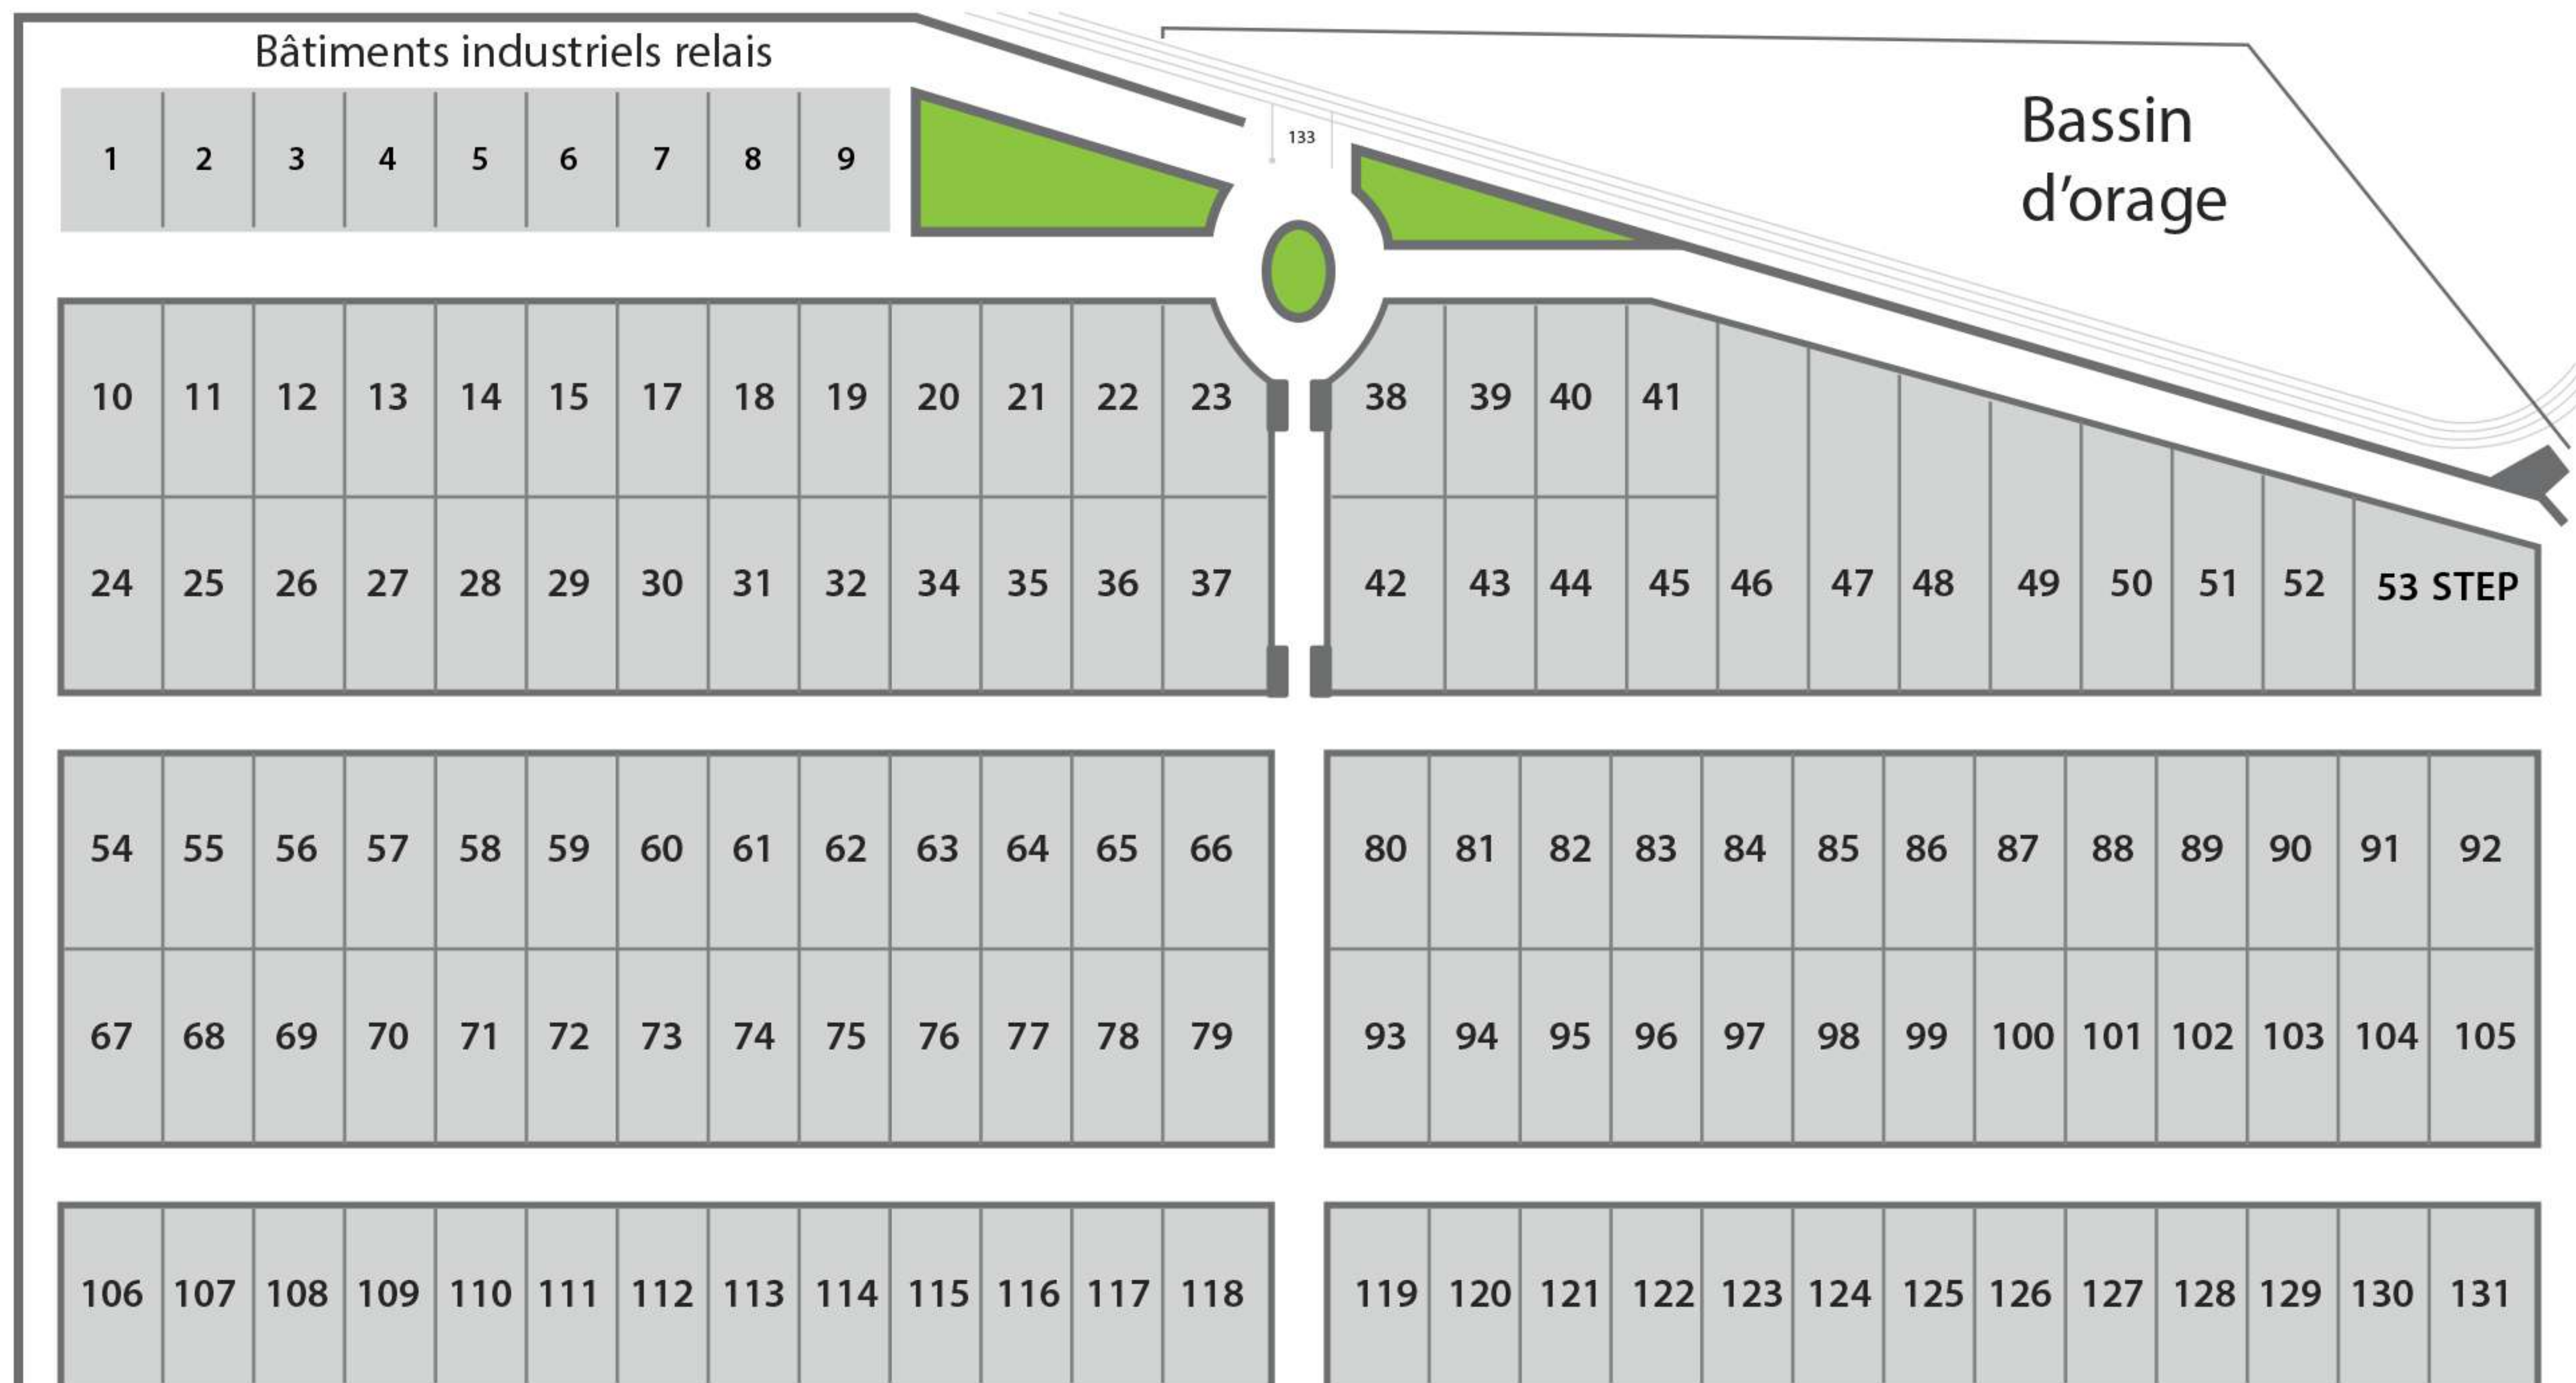 Bâtiments industriels relais
133
Bassin
d’orage
1 2 3 4 5 6 7 8 9
10 11 12 13 14 15 17 18 19 20 21 22 23 38 39 40 41
24 25 26 27 28 29 30 31 32 34 35 36 37 42 43 44 45 46 47 48 49 50 51 52 53 STEP
54 55 56 57 58 59 60 61 62 63 64 65 66 80 81 82 83 84 85 86 87 88 89 90 91 92
67 68 69 70 71 72 73 74 75 76 77 78 79 93 94 95 96 97 98 99 100 101 102 103 104 105
106 107 108 109 110 111 112 113 114 115 116 117 118 119 120 121 122 123 124 125 126 127 128 129 130 131